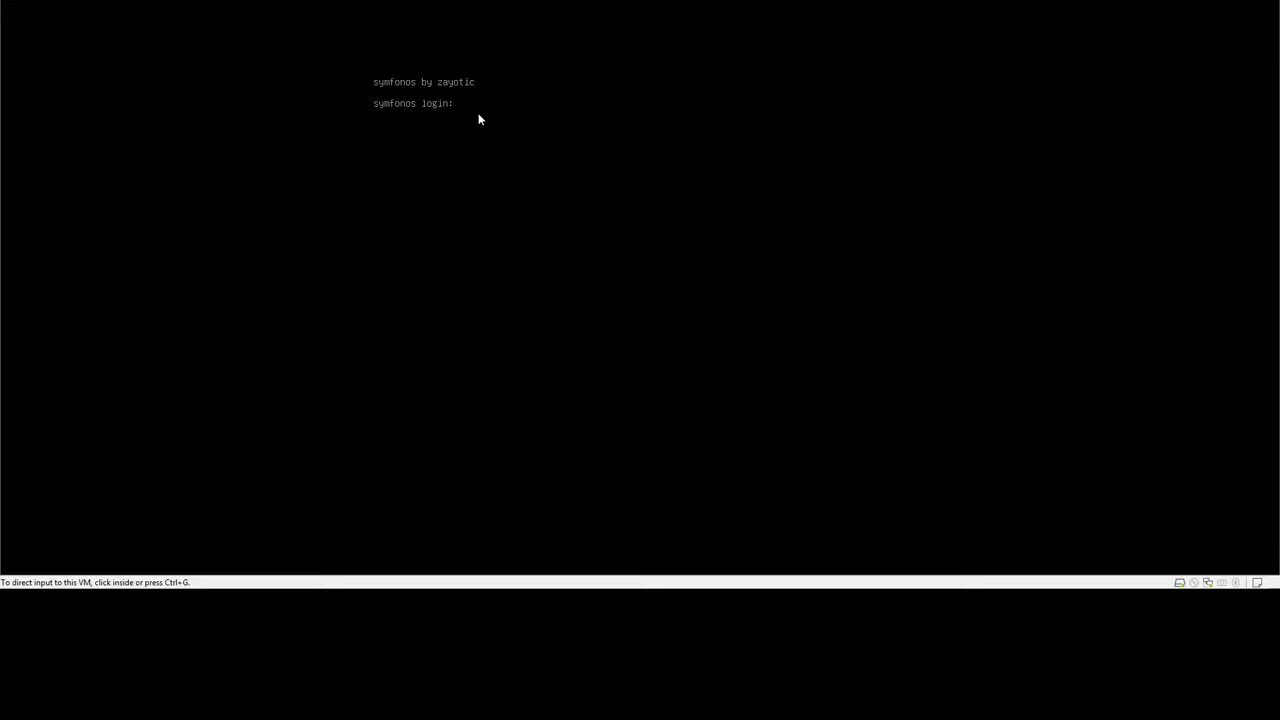 symfonos by zayotic
symfonos login:
To direct input to this VM, click inside or press Ctrl+G.